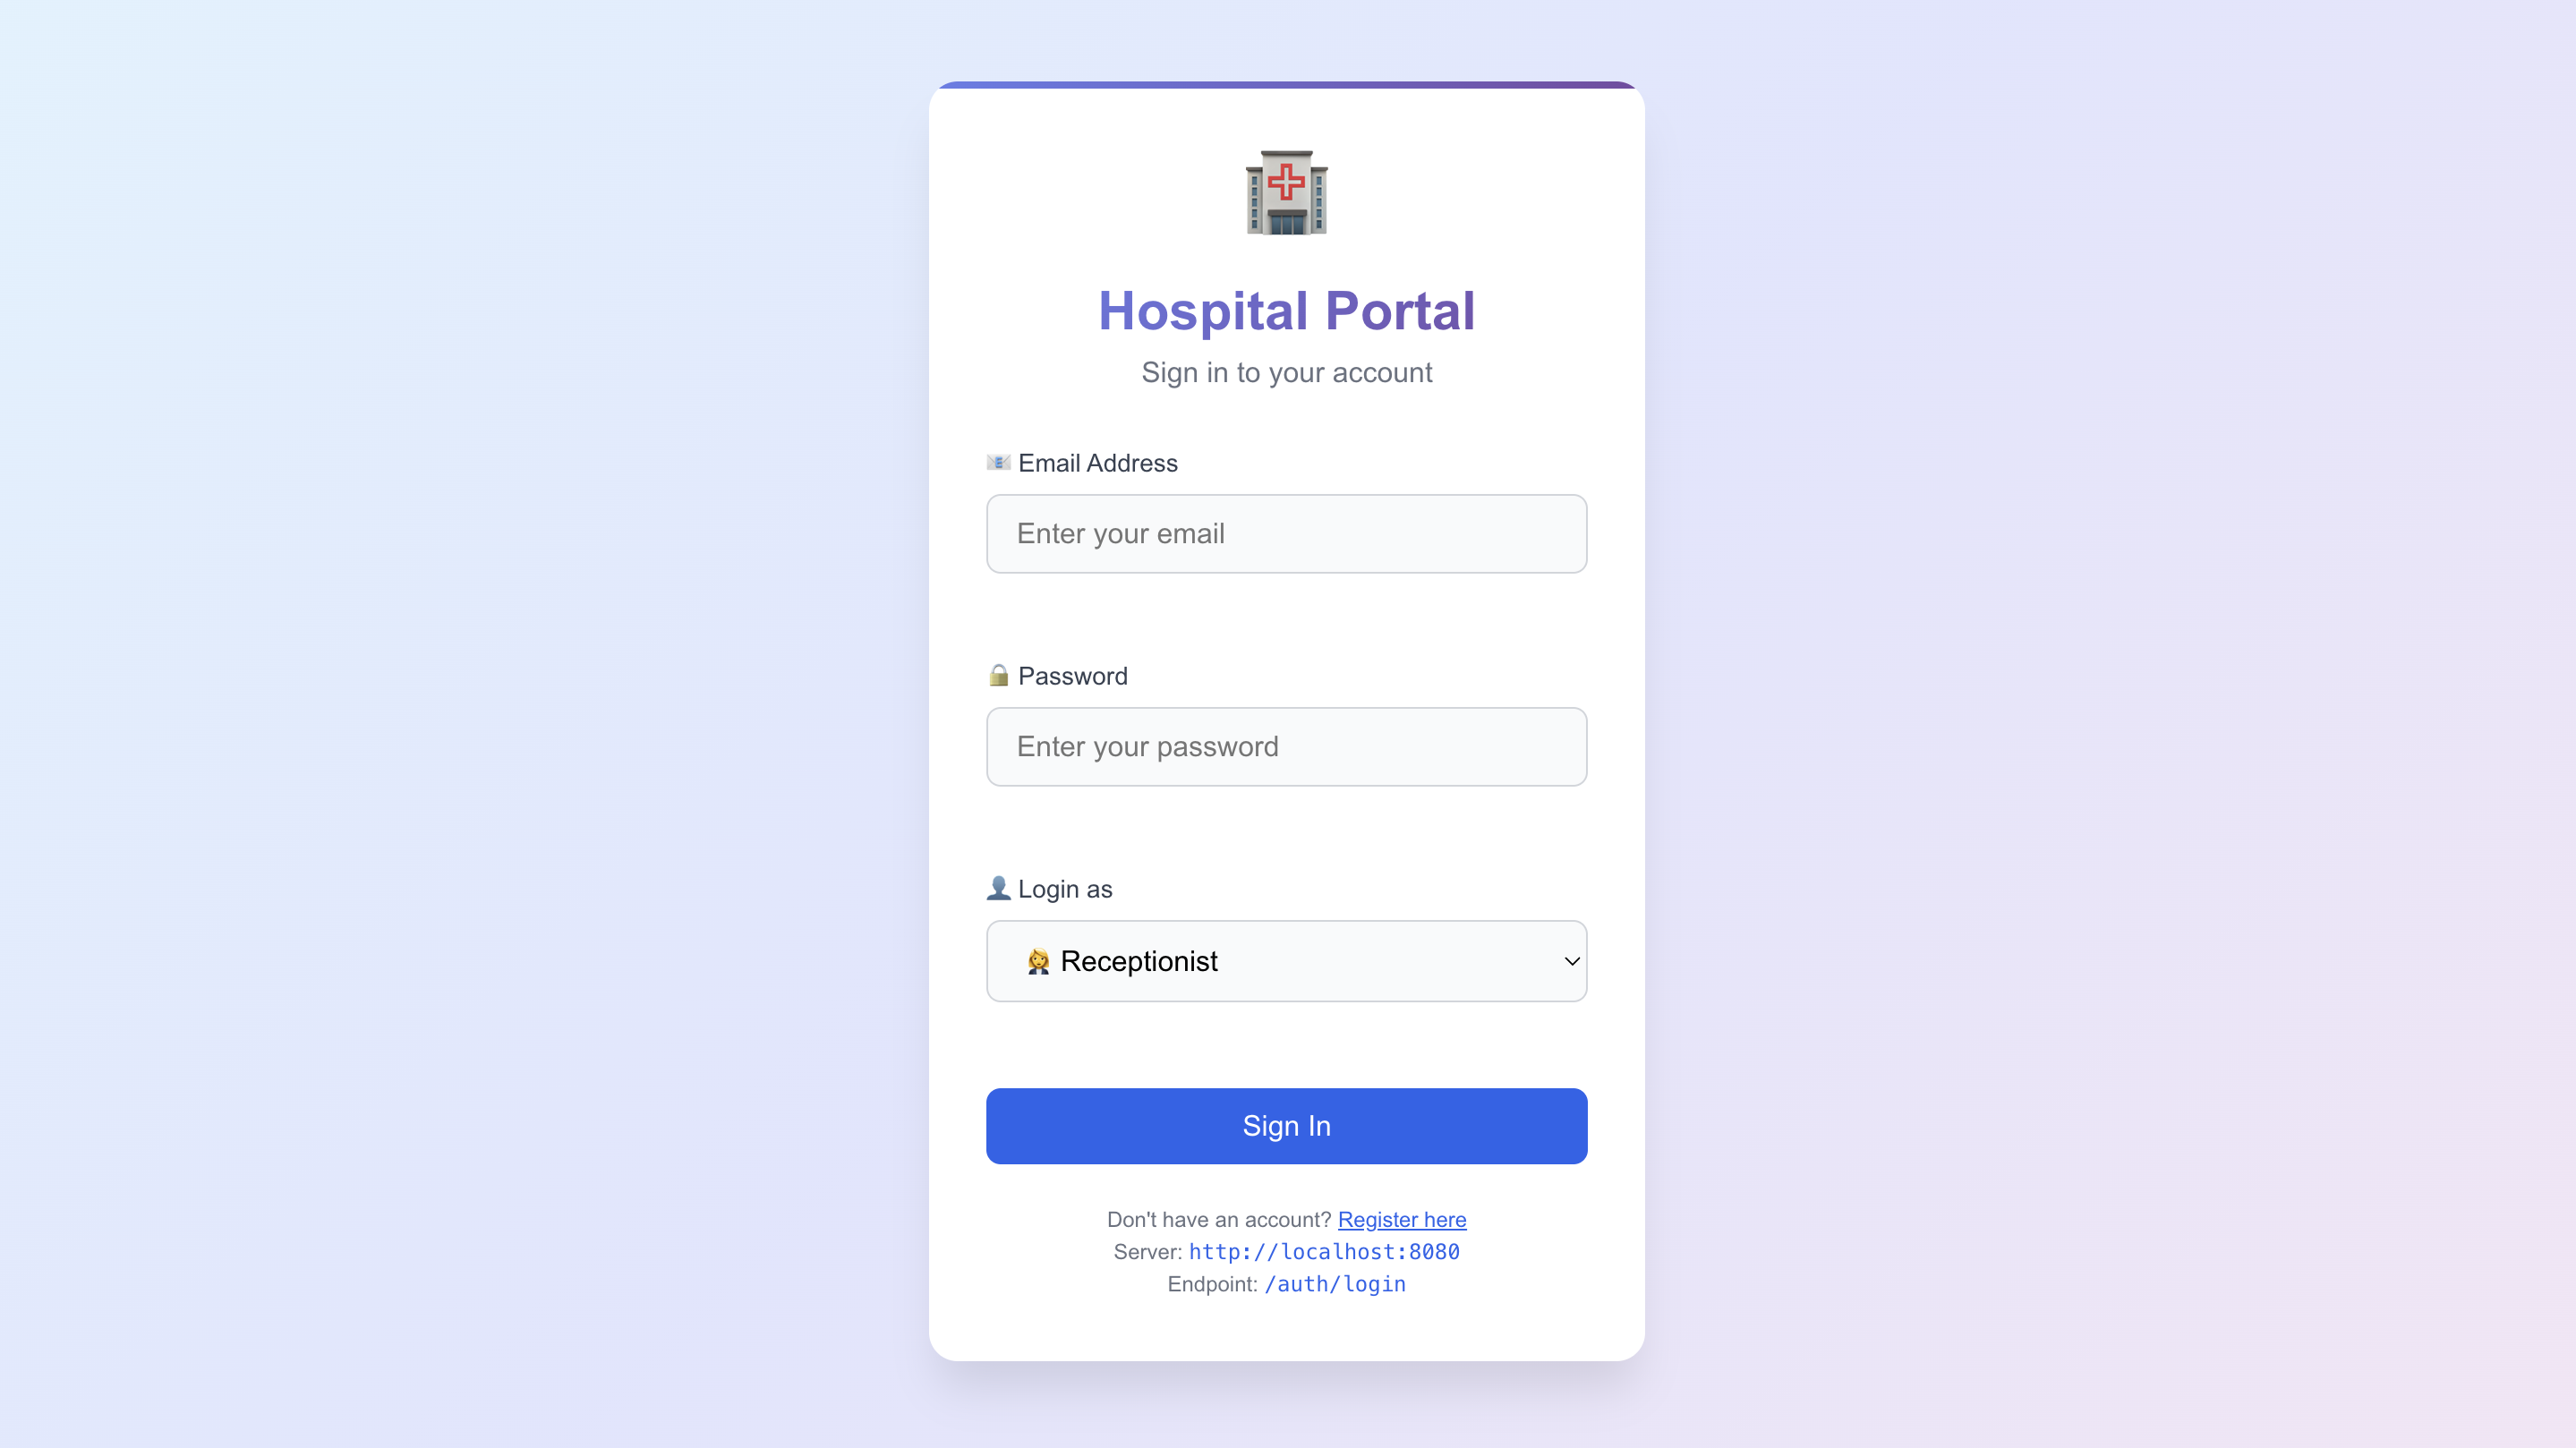 Hospital Portal
Sign in to your account
📧 Email Address
Enter your email
🔒 Password
Enter your password
👤 Login as
👩‍💼 Receptionist
Sign In
Don't have an account? Register here
Server: http://localhost:8080
Endpoint: /auth/login